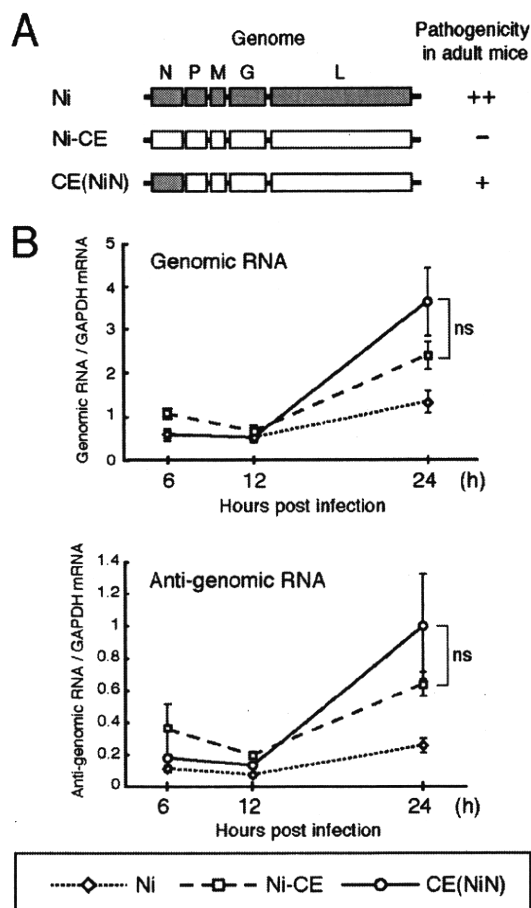 A
Genome
Pathogenicity
in adult mice
N P M G L
Ni ++
Ni-CE −
CE(NiN) +
B
Genomic RNA
Genomic RNA / GAPDH mRNA
5
4
3
2
1
0
ns
6 12 24 (h)
Hours post infection
Anti-genomic RNA
Anti-genomic RNA / GAPDH mRNA
1.4
1.2
1
0.8
0.6
0.4
0.2
0
ns
6 12 24 (h)
Hours post infection
Ni Ni-CE CE(NiN)